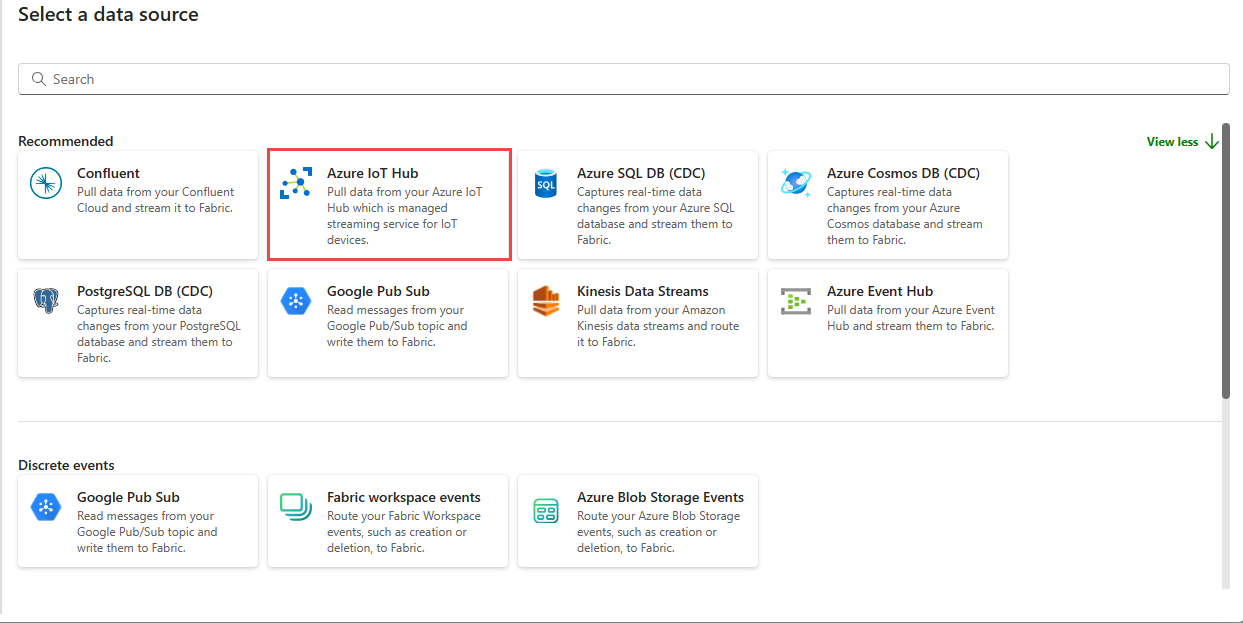 Select a data source
Search
Recommended
View less
Confluent
Pull data from your Confluent
Cloud and stream it to Fabric.
Azure IoT Hub
Pull data from your Azure IoT
Hub which is managed
streaming service for IoT
devices.
SQL
Azure SQL DB (CDC)
Captures real-time data
changes from your Azure SQL
database and stream them to
Fabric.
Azure Cosmos DB (CDC)
Captures real-time data
changes from your Azure
Cosmos database and stream
them to Fabric.
PostgreSQL DB (CDC)
Captures real-time data
changes from your PostgreSQL
database and stream them to
Fabric.
Google Pub Sub
Read messages from your
Google Pub/Sub topic and
write them to Fabric.
Kinesis Data Streams
Pull data from your Amazon
Kinesis data streams and route
it to Fabric.
Azure Event Hub
Pull data from your Azure Event
Hub and stream them to Fabric.
Discrete events
Google Pub Sub
Read messages from your
Google Pub/Sub topic and
write them to Fabric.
Fabric workspace events
Route your Fabric Workspace
events, such as creation or
deletion, to Fabric.
Azure Blob Storage Events
Route your Azure Blob Storage
events, such as creation or
deletion, to Fabric.